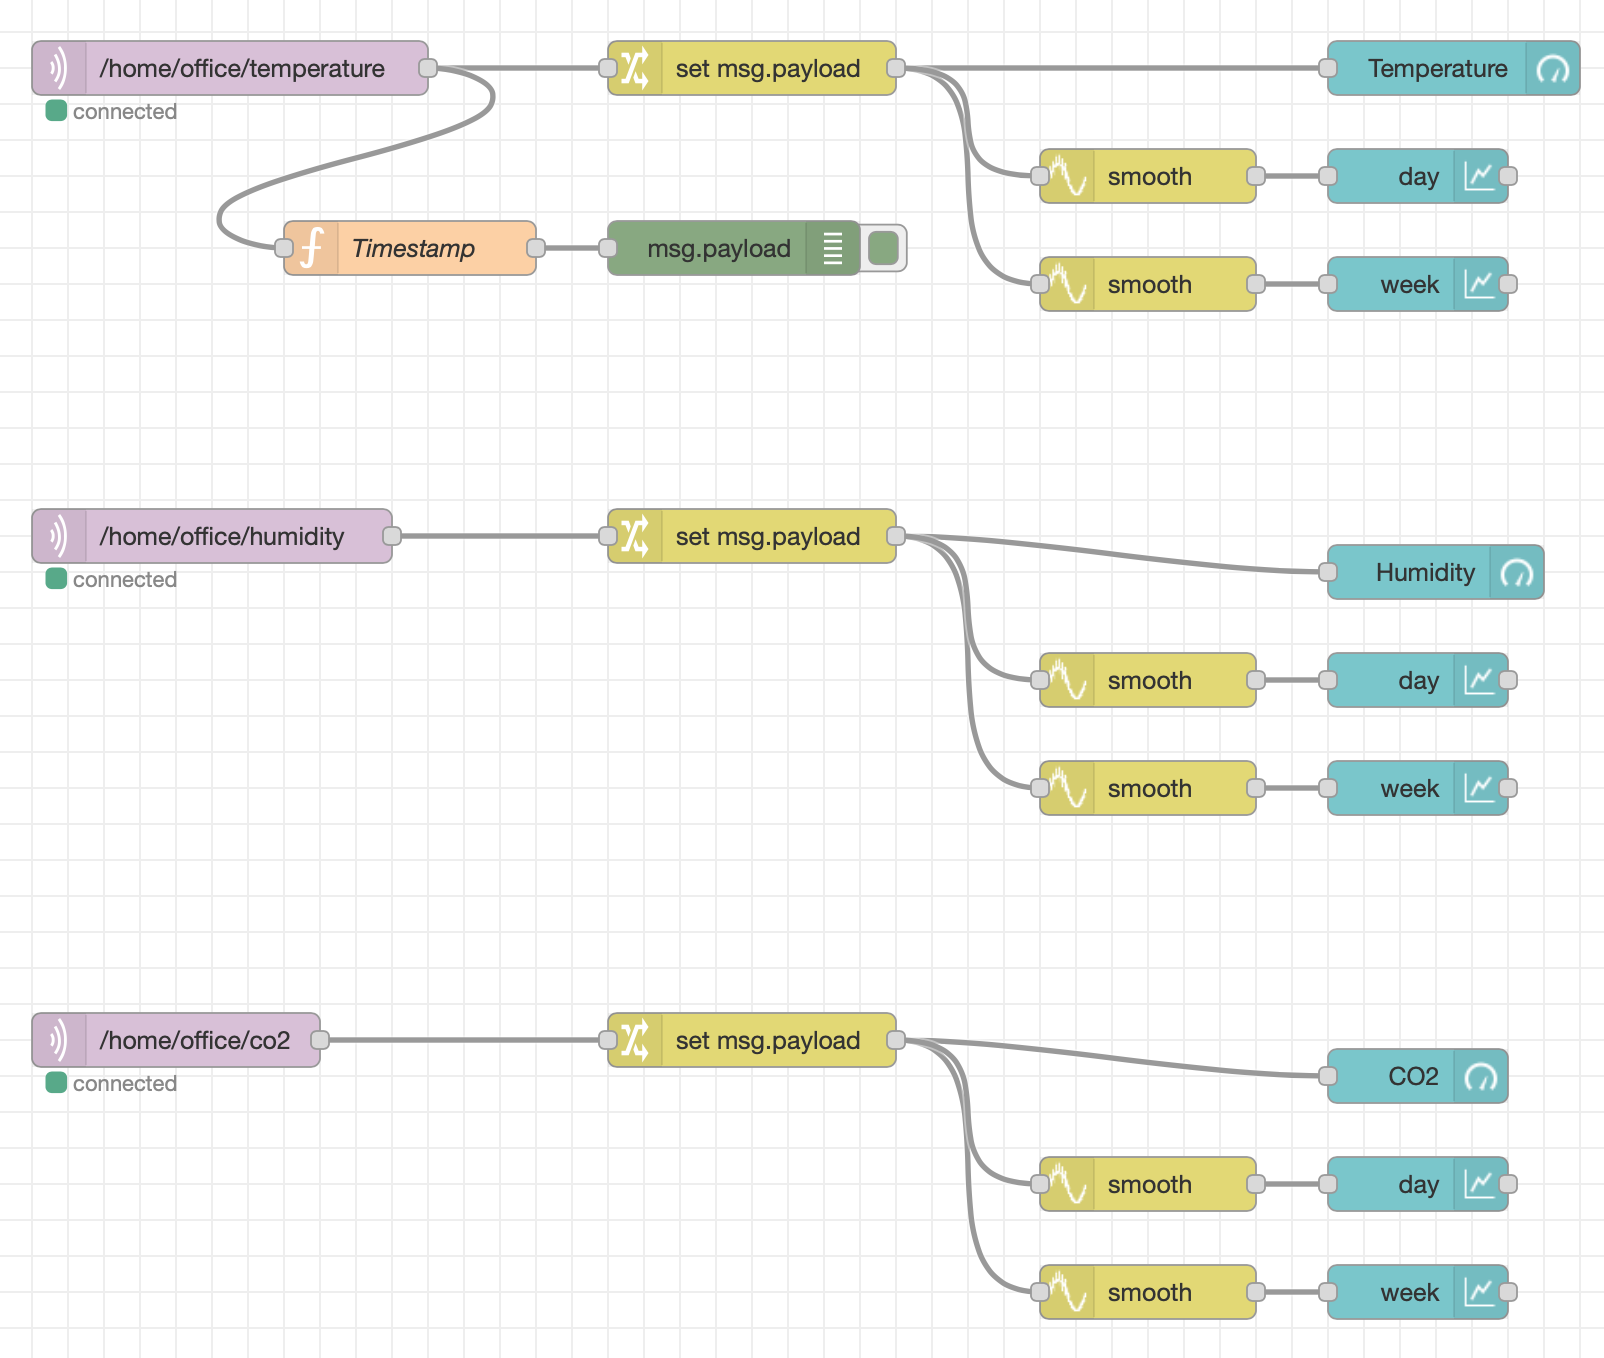 /home/office/temperature
set msg.payload
Temperature
connected
smooth
day
Timestamp
msg.payload
smooth
week
/home/office/humidity
set msg.payload
Humidity
connected
smooth
day
smooth
week
/home/office/co2
set msg.payload
CO2
connected
smooth
day
smooth
week